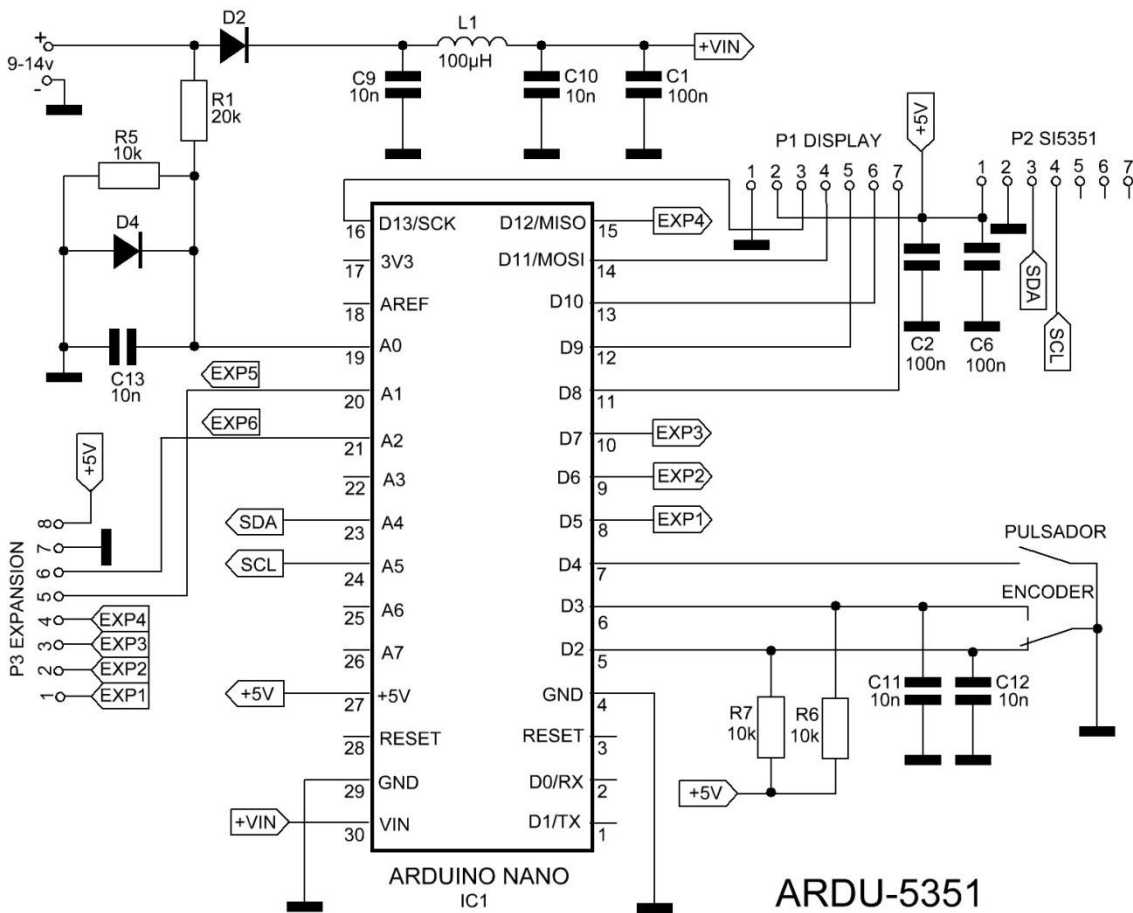 D2
L1
100µH
+VIN
+
9-14v
-
R1
20k
C9
10n
C10
10n
C1
100n
R5
10k
D4
C13
10n
P1 DISPLAY
1 2 3 4 5 6 7
+5V
P2 SI5351
1 2 3 4 5 6 7
C2
100n
C6
100n
SDA
SCL
16 D13/SCK
17 3V3
18 AREF
19 A0
20 A1
21 A2
22 A3
23 A4
24 A5
25 A6
26 A7
27 +5V
28 RESET
29 GND
30 VIN
D12/MISO 15
D11/MOSI 14
D10 13
D9 12
D8 11
D7 10
D6 9
D5 8
D4 7
D3 6
D2 5
GND 4
RESET 3
D0/RX 2
D1/TX 1
EXP5
EXP6
SDA
SCL
+5V
+VIN
EXP4
EXP3
EXP2
EXP1
+5V
P3 EXPANSION
8
7
6
5
4 EXP4
3 EXP3
2 EXP2
1 EXP1
PULSADOR
ENCODER
C11
10n
C12
10n
R7
10k
R6
10k
+5V
ARDUINO NANO
IC1
ARDU-5351